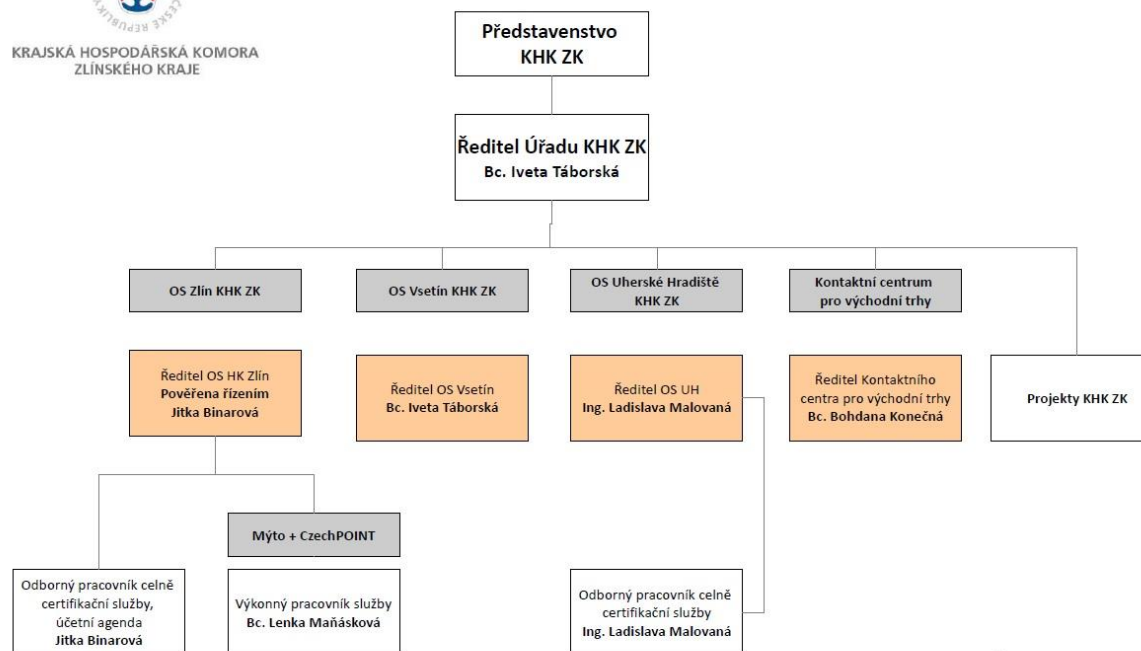 ČESKÉ REPUBLIKY
KRAJSKÁ HOSPODÁŘSKÁ KOMORA
ZLÍNSKÉHO KRAJE
Představenstvo
KHK ZK
Ředitel Úřadu KHK ZK
Bc. Iveta Táborská
OS Zlín KHK ZK
OS Vsetín KHK ZK
OS Uherské Hradiště
KHK ZK
Kontaktní centrum
pro východní trhy
Ředitel OS HK Zlín
Pověřena řízením
Jitka Binarová
Ředitel OS Vsetín
Bc. Iveta Táborská
Ředitel OS UH
Ing. Ladislava Malovaná
Ředitel Kontaktního
centra pro východní trhy
Bc. Bohdana Konečná
Projekty KHK ZK
Mýto + CzechPOINT
Odborný pracovník celně
certifikační služby,
účetní agenda
Jitka Binarová
Výkonný pracovník služby
Bc. Lenka Maňásková
Odborný pracovník celně
certifikační služby
Ing. Ladislava Malovaná